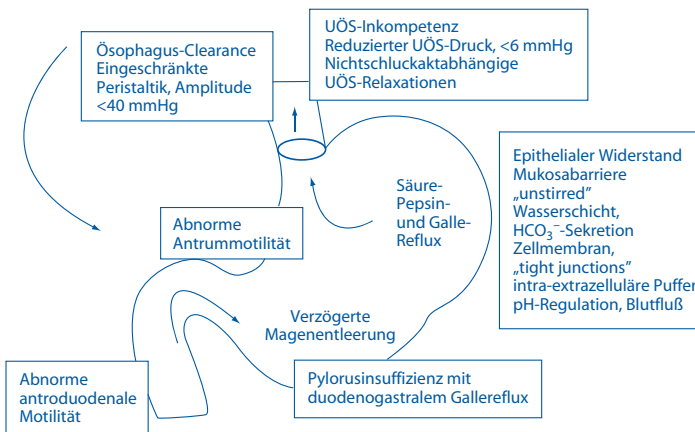 Ösophagus-Clearance
Eingeschränkte
Peristaltik, Amplitude
<40 mmHg
UÖS-Inkompetenz
Reduzierter UÖS-Druck, <6 mmHg
Nichtschluckaktabhängige
UÖS-Relaxationen
Epithelialer Widerstand
Mukosabarriere
„unstirred”
Wasserschicht,
HCO₃⁻-Sekretion
Zellmembran,
„tight junctions”
intra-extrazelluläre Puffer
pH-Regulation, Blutfluß
Säure-
Pepsin-
und Galle-
Reflux
Abnorme
Antrummotilität
Verzögerte
Magenentleerung
Abnorme
antroduodenale
Motilität
Pylorusinsuffizienz mit
duodenogastralem Gallereflux